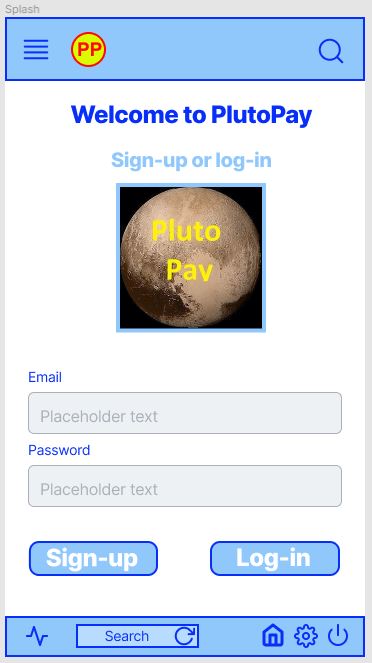 Splash
PP
Welcome to PlutoPay
Sign-up or log-in
Pluto
Pay
Email
Placeholder text
Password
Placeholder text
Sign-up
Log-in
Search